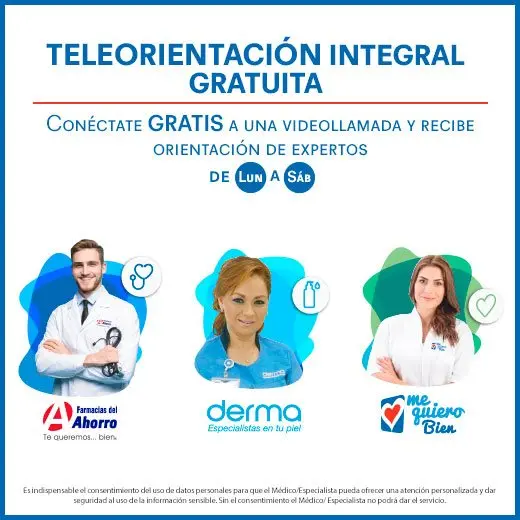 TELEORIENTACIÓN INTEGRAL
GRATUITA
CONÉCTATE GRATIS A UNA VIDEOLLAMADA Y RECIBE
ORIENTACIÓN DE EXPERTOS
DE LUN A SÁB
Farmacias del
Ahorro
Te queremos... bien®
derma
Especialistas en tu piel
me
quiero
Bien
Es indispensable el consentimiento del uso de datos personales para que el Médico/Especialista pueda ofrecer una atención personalizada y dar
seguridad al uso de la información sensible. Sin el consentimiento el Médico/ Especialista no podrá dar el servicio.